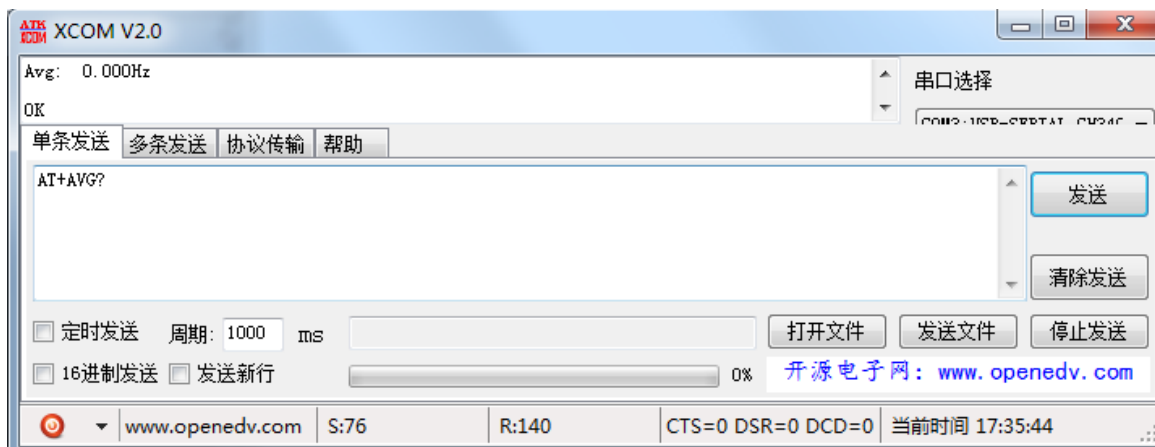 ATK XCOM XCOM V2.0
Avg: 0.000Hz
OK
串口选择
单条发送 多条发送 协议传输 帮助
AT+AVG?
发送
清除发送
定时发送 周期: 1000 ms 打开文件 发送文件 停止发送
16进制发送 发送新行 0% 开源电子网: www.openedv.com
www.openedv.com S:76 R:140 CTS=0 DSR=0 DCD=0 当前时间 17:35:44